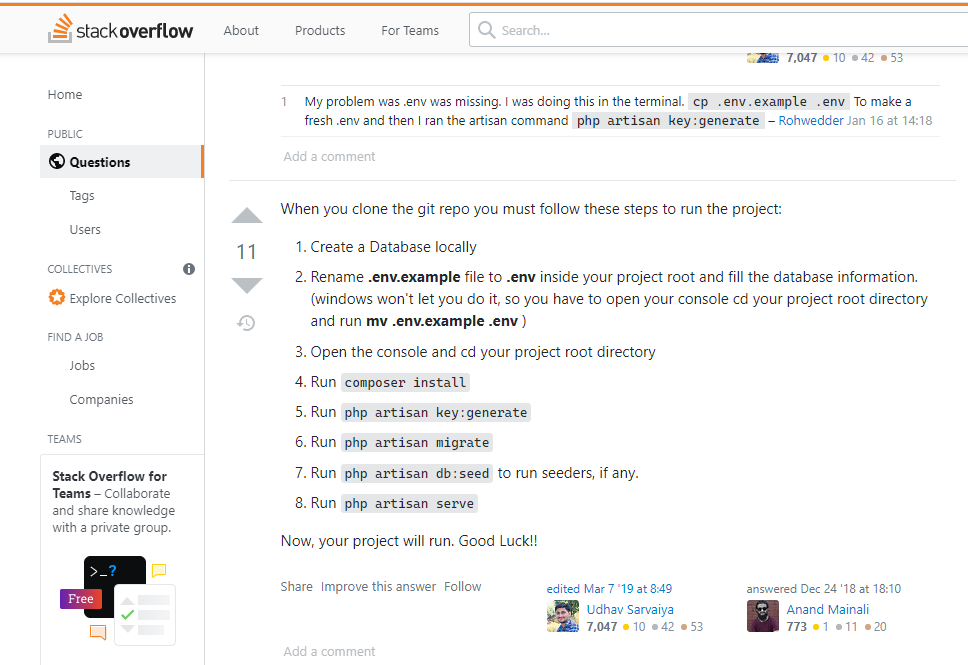 stackoverflow
About
Products
For Teams
Search...
Home
PUBLIC
Questions
Tags
Users
COLLECTIVES
Explore Collectives
FIND A JOB
Jobs
Companies
TEAMS
Stack Overflow for
Teams – Collaborate
and share knowledge
with a private group.
>_?
Free
7,047 10 42 53
1 My problem was .env was missing. I was doing this in the terminal. cp .env.example .env To make a
fresh .env and then I ran the artisan command php artisan key:generate – Rohwedder Jan 16 at 14:18
Add a comment
11
When you clone the git repo you must follow these steps to run the project:
1. Create a Database locally
2. Rename .env.example file to .env inside your project root and fill the database information.
(windows won't let you do it, so you have to open your console cd your project root directory
and run mv .env.example .env )
3. Open the console and cd your project root directory
4. Run composer install
5. Run php artisan key:generate
6. Run php artisan migrate
7. Run php artisan db:seed to run seeders, if any.
8. Run php artisan serve
Now, your project will run. Good Luck!!
Share Improve this answer Follow
edited Mar 7 '19 at 8:49
Udhav Sarvaiya
7,047 10 42 53
answered Dec 24 '18 at 18:10
Anand Mainali
773 1 11 20
Add a comment